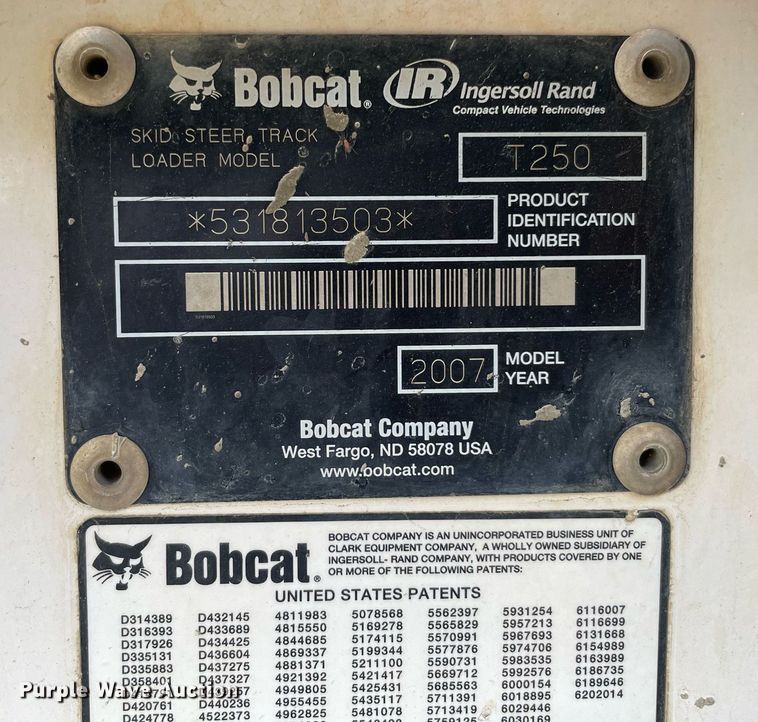 Bobcat® IR Ingersoll Rand
Compact Vehicle Technologies
SKID STEER TRACK
LOADER MODEL
T250
*531813503*
PRODUCT
IDENTIFICATION
NUMBER
2007
MODEL
YEAR
Bobcat Company
West Fargo, ND 58078 USA
www.bobcat.com
Bobcat®
BOBCAT COMPANY IS AN UNINCORPORATED BUSINESS UNIT OF
CLARK EQUIPMENT COMPANY, A WHOLLY OWNED SUBSIDIARY OF
INGERSOLL- RAND COMPANY, WITH PRODUCTS COVERED BY ONE
OR MORE OF THE FOLLOWING PATENTS:
UNITED STATES PATENTS
D314389 D432145 4811983 5078568 5562397 5931254 6116007
D316393 D433689 4815550 5169278 5565829 5957213 6116699
D317926 D434425 4844685 5174115 5570991 5967693 6131668
D335131 D436604 4869337 5199344 5577876 5974706 6154989
D335883 D437275 4881371 5211100 5590731 5983535 6163989
D358401 D437327 4921392 5421417 5669712 5992576 6186735
4949805 5425431 5685563 6000154 6189646
D420761 D440236 4955455 5435117 5711391 6018895 6202014
D424778 4522373 4962825 5481078 5713419 6029446
6030169
Purple Wave Auction